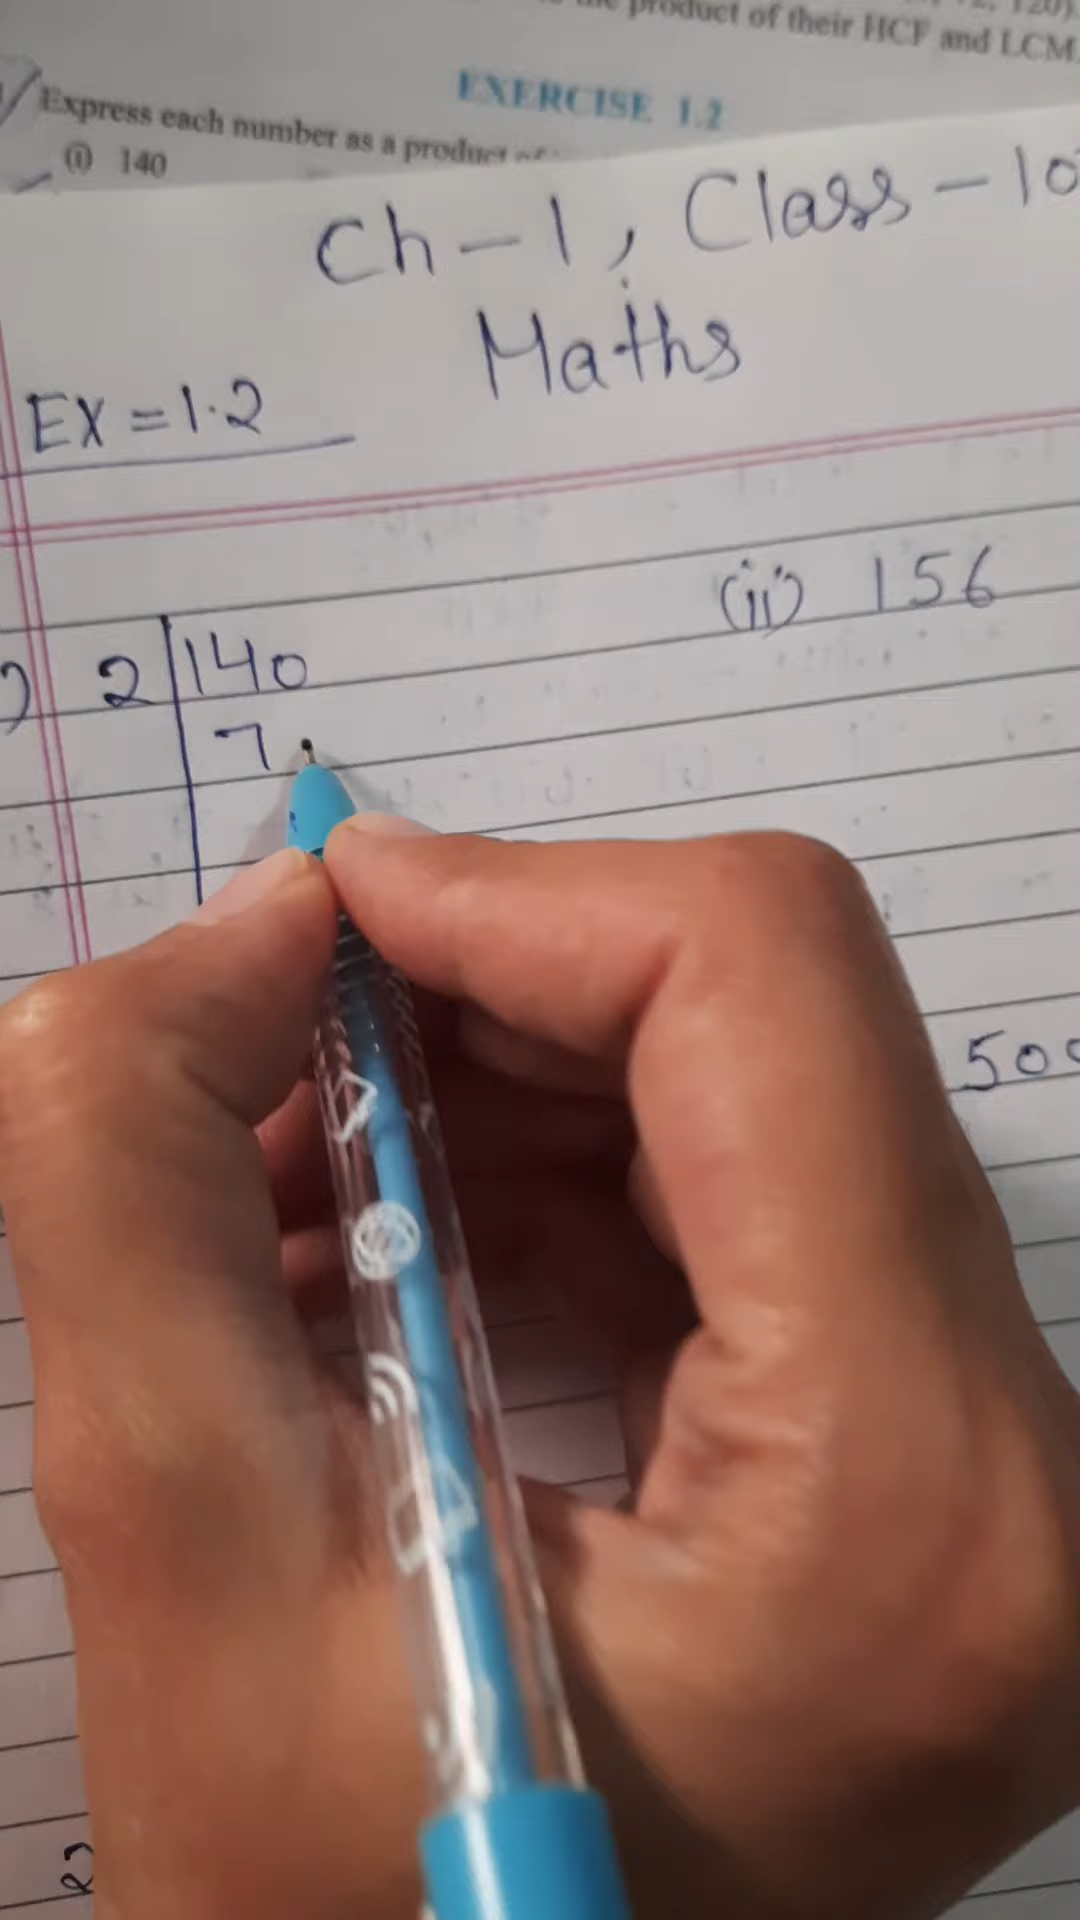 product of their HCF and LCM.
EXERCISE 1.2
Express each number as a product
(i) 140
Ch-1, Class-10
Maths
EX = 1.2
(ii) 156
) 2 140
7
500